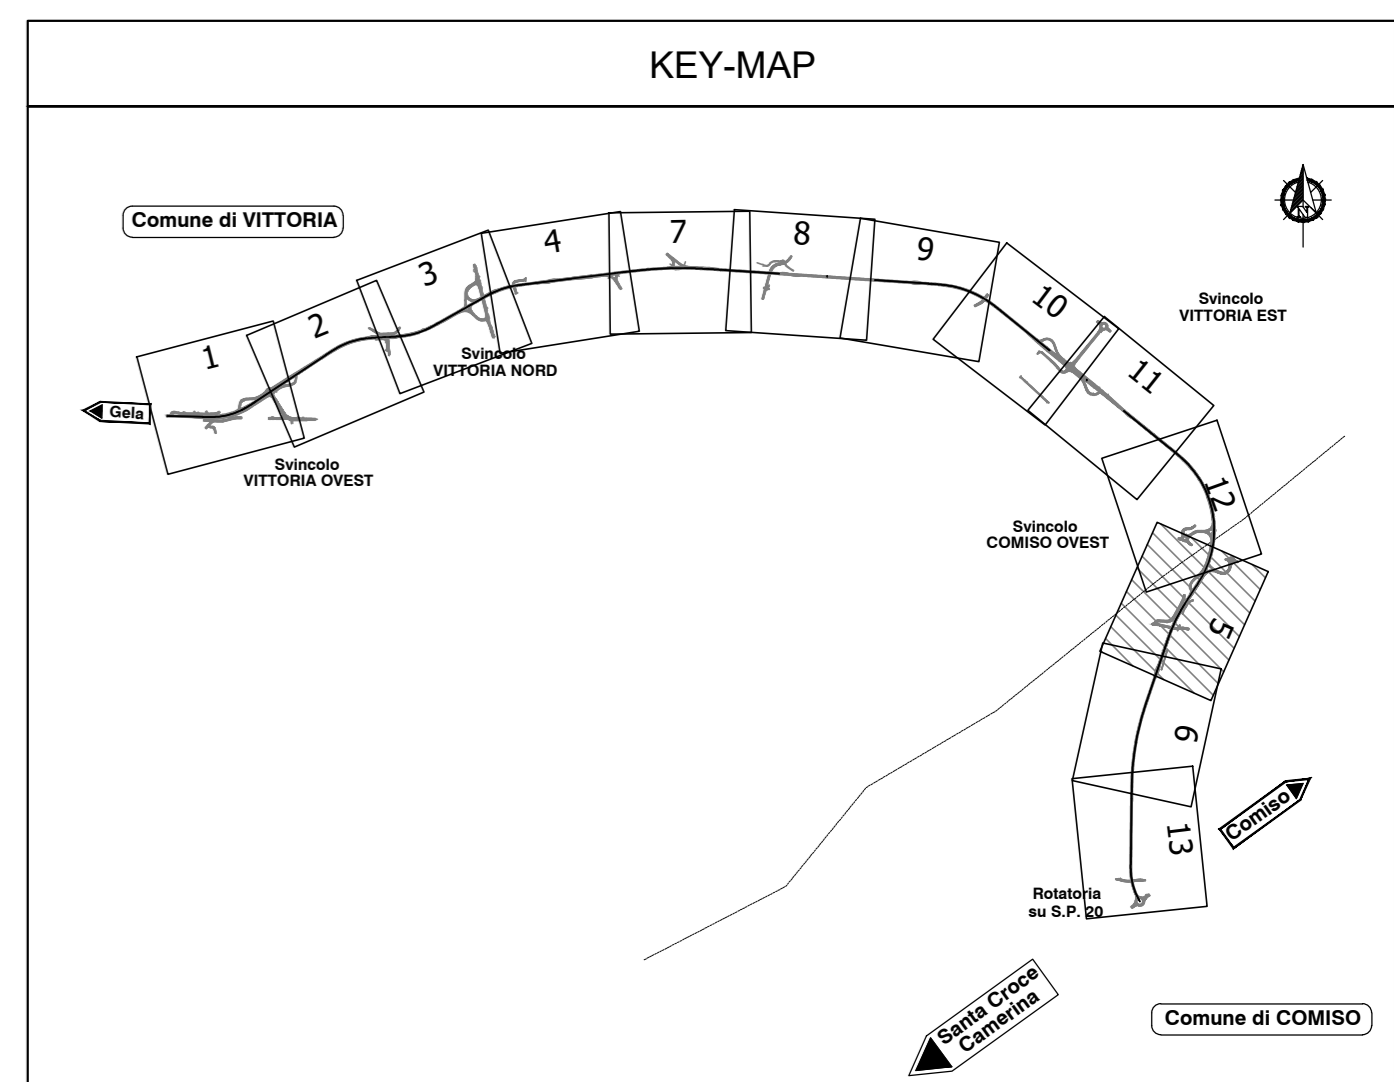 KEY-MAP
Comune di VITTORIA
1
2
3
4
7
8
9
10
11
12
5
6
13
N
Gela
Svincolo
VITTORIA OVEST
Svincolo
VITTORIA NORD
Svincolo
VITTORIA EST
Svincolo
COMISO OVEST
Comiso
Rotatoria
su S.P. 20
Santa Croce
Camerina
Comune di COMISO